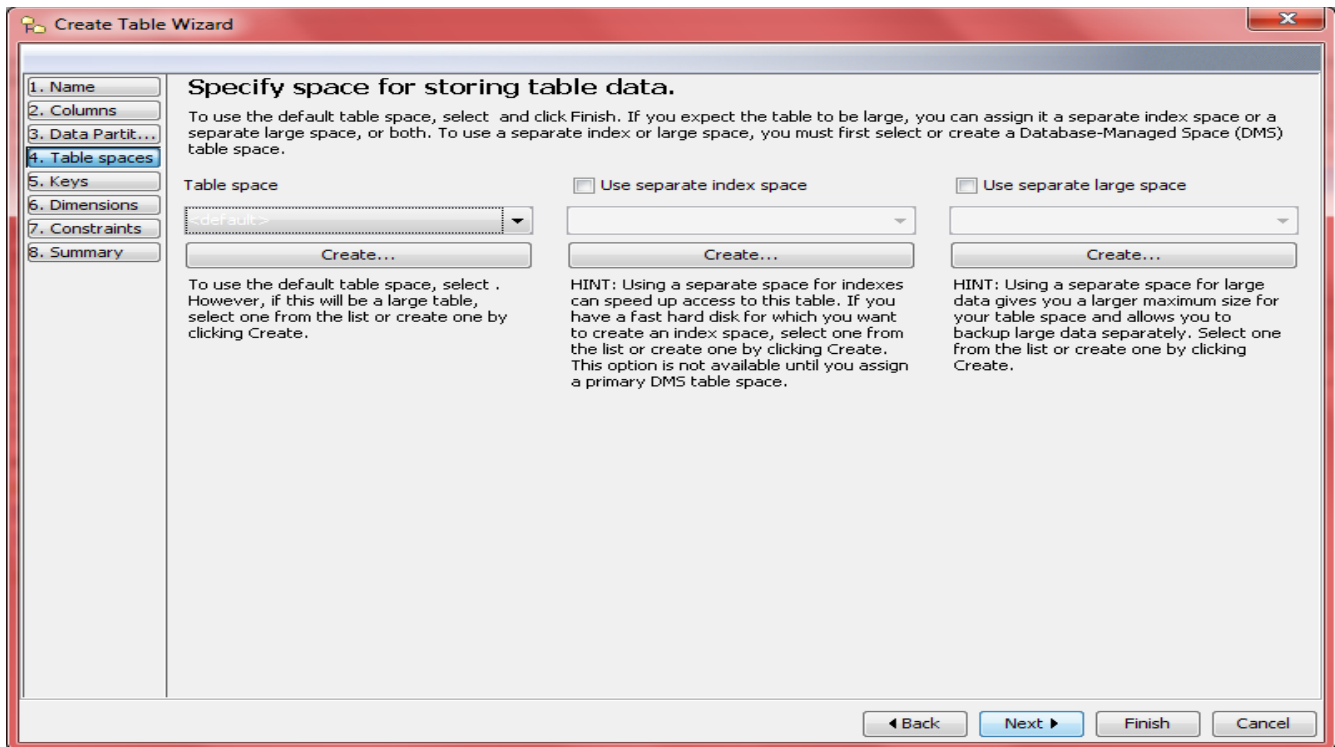 Create Table Wizard
1. Name
2. Columns
3. Data Partit...
4. Table spaces
5. Keys
6. Dimensions
7. Constraints
8. Summary
Specify space for storing table data.
To use the default table space, select  and click Finish. If you expect the table to be large, you can assign it a separate index space or a
separate large space, or both. To use a separate index or large space, you must first select or create a Database-Managed Space (DMS)
table space.
Table space
<default>
Create...
To use the default table space, select .
However, if this will be a large table,
select one from the list or create one by
clicking Create.
Use separate index space
Create...
HINT: Using a separate space for indexes
can speed up access to this table. If you
have a fast hard disk for which you want
to create an index space, select one from
the list or create one by clicking Create.
This option is not available until you assign
a primary DMS table space.
Use separate large space
Create...
HINT: Using a separate space for large
data gives you a larger maximum size for
your table space and allows you to
backup large data separately. Select one
from the list or create one by clicking
Create.
Back
Next
Finish
Cancel